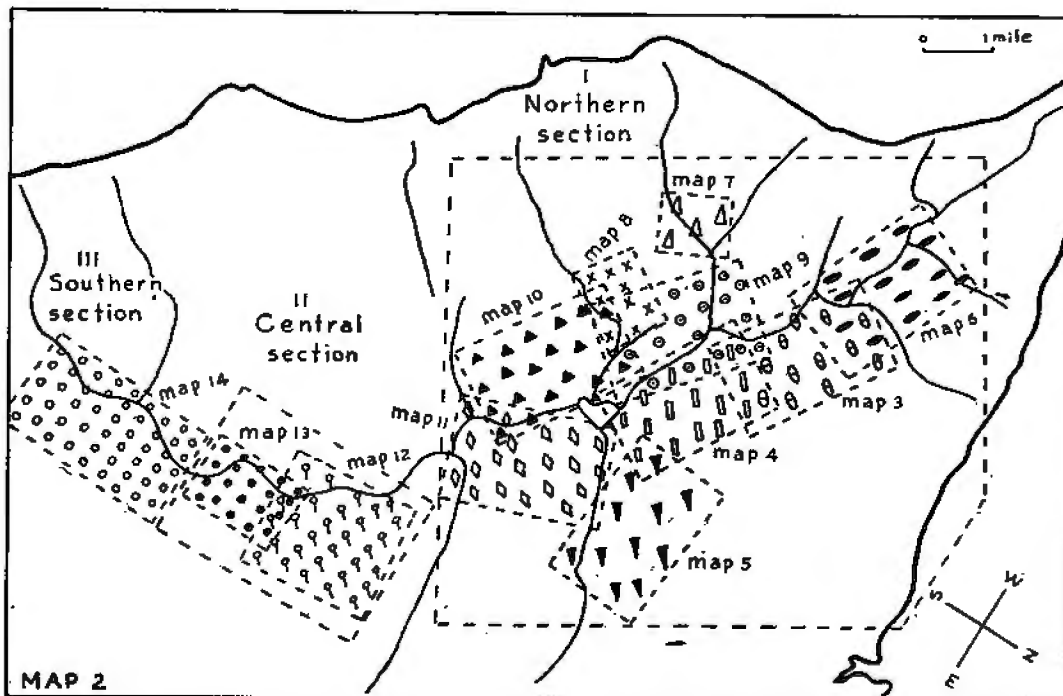 0 1 mile
I
Northern
section
map 7
map 8
map 9
map 10
III
Southern
section
II
Central
section
map 6
map 14
map 11
map 3
map 13
map 12
map 4
map 5
W
S
N
E
MAP 2